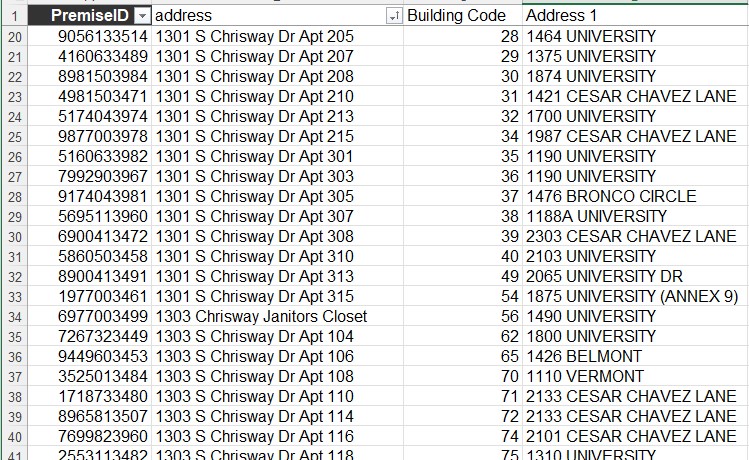 1 PremiseID address Building Code Address 1
20 9056133514 1301 S Chrisway Dr Apt 205 28 1464 UNIVERSITY
21 4160633489 1301 S Chrisway Dr Apt 207 29 1375 UNIVERSITY
22 8981503984 1301 S Chrisway Dr Apt 208 30 1874 UNIVERSITY
23 4981503471 1301 S Chrisway Dr Apt 210 31 1421 CESAR CHAVEZ LANE
24 5174043974 1301 S Chrisway Dr Apt 213 32 1700 UNIVERSITY
25 9877003978 1301 S Chrisway Dr Apt 215 34 1987 CESAR CHAVEZ LANE
26 5160633982 1301 S Chrisway Dr Apt 301 35 1190 UNIVERSITY
27 7992903967 1301 S Chrisway Dr Apt 303 36 1190 UNIVERSITY
28 9174043981 1301 S Chrisway Dr Apt 305 37 1476 BRONCO CIRCLE
29 5695113960 1301 S Chrisway Dr Apt 307 38 1188A UNIVERSITY
30 6900413472 1301 S Chrisway Dr Apt 308 39 2303 CESAR CHAVEZ LANE
31 5860503458 1301 S Chrisway Dr Apt 310 40 2103 UNIVERSITY
32 8900413491 1301 S Chrisway Dr Apt 313 49 2065 UNIVERSITY DR
33 1977003461 1301 S Chrisway Dr Apt 315 54 1875 UNIVERSITY (ANNEX 9)
34 6977003499 1303 Chrisway Janitors Closet 56 1490 UNIVERSITY
35 7267323449 1303 S Chrisway Dr Apt 104 62 1800 UNIVERSITY
36 9449603453 1303 S Chrisway Dr Apt 106 65 1426 BELMONT
37 3525013484 1303 S Chrisway Dr Apt 108 70 1110 VERMONT
38 1718733480 1303 S Chrisway Dr Apt 110 71 2133 CESAR CHAVEZ LANE
39 8965813507 1303 S Chrisway Dr Apt 114 72 2133 CESAR CHAVEZ LANE
40 7699823960 1303 S Chrisway Dr Apt 116 74 2101 CESAR CHAVEZ LANE
41 2553113482 1303 S Chrisway Dr Apt 118 75 1310 UNIVERSITY